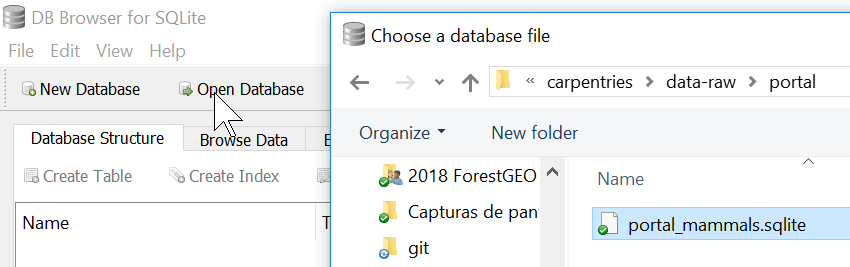 DB Browser for SQLite
File Edit View Help
New Database Open Database
Database Structure Browse Data E
Create Table Create Index
Name T
Choose a database file
« carpentries > data-raw > portal
Organize New folder
2018 ForestGEO
Capturas de pant
git
Name
portal_mammals.sqlite